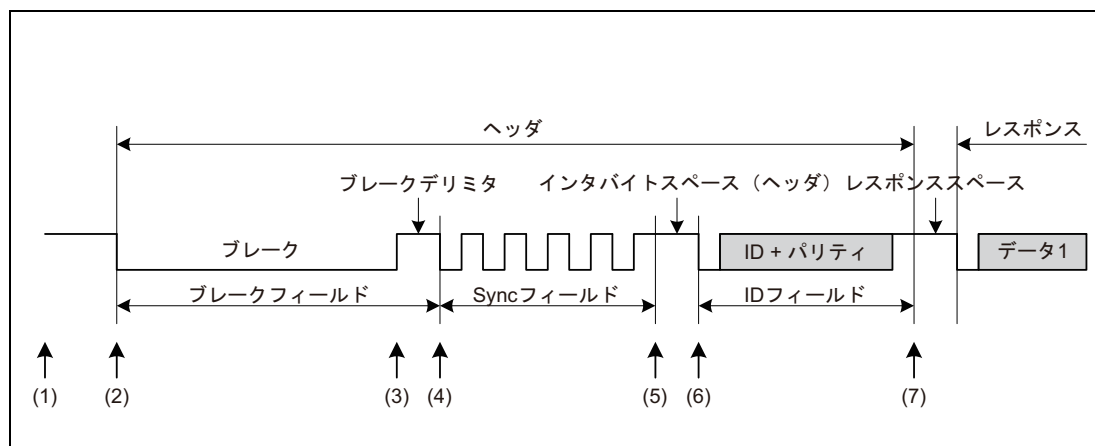 ヘッダ
レスポンス
ブレークデリミタ
インタバイトスペース（ヘッダ）
レスポンススペース
ブレーク
ID + パリティ
データ1
ブレークフィールド
Syncフィールド
IDフィールド
(1)
(2)
(3)
(4)
(5)
(6)
(7)